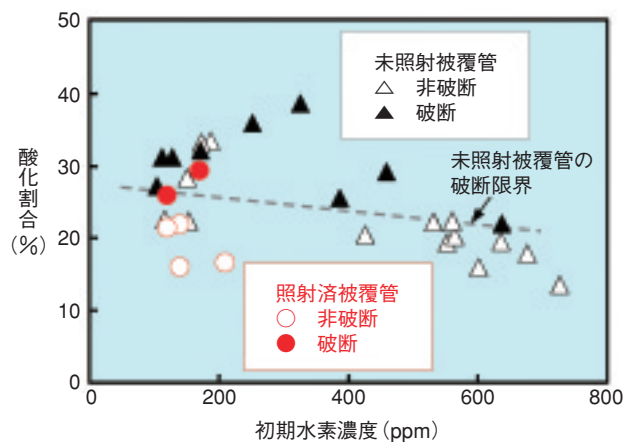 50
40
30
20
10
0
酸化割合(%)
未照射被覆管
△ 非破断
▲ 破断
未照射被覆管の
破断限界
照射済被覆管
○ 非破断
● 破断
0 200 400 600 800
初期水素濃度(ppm)